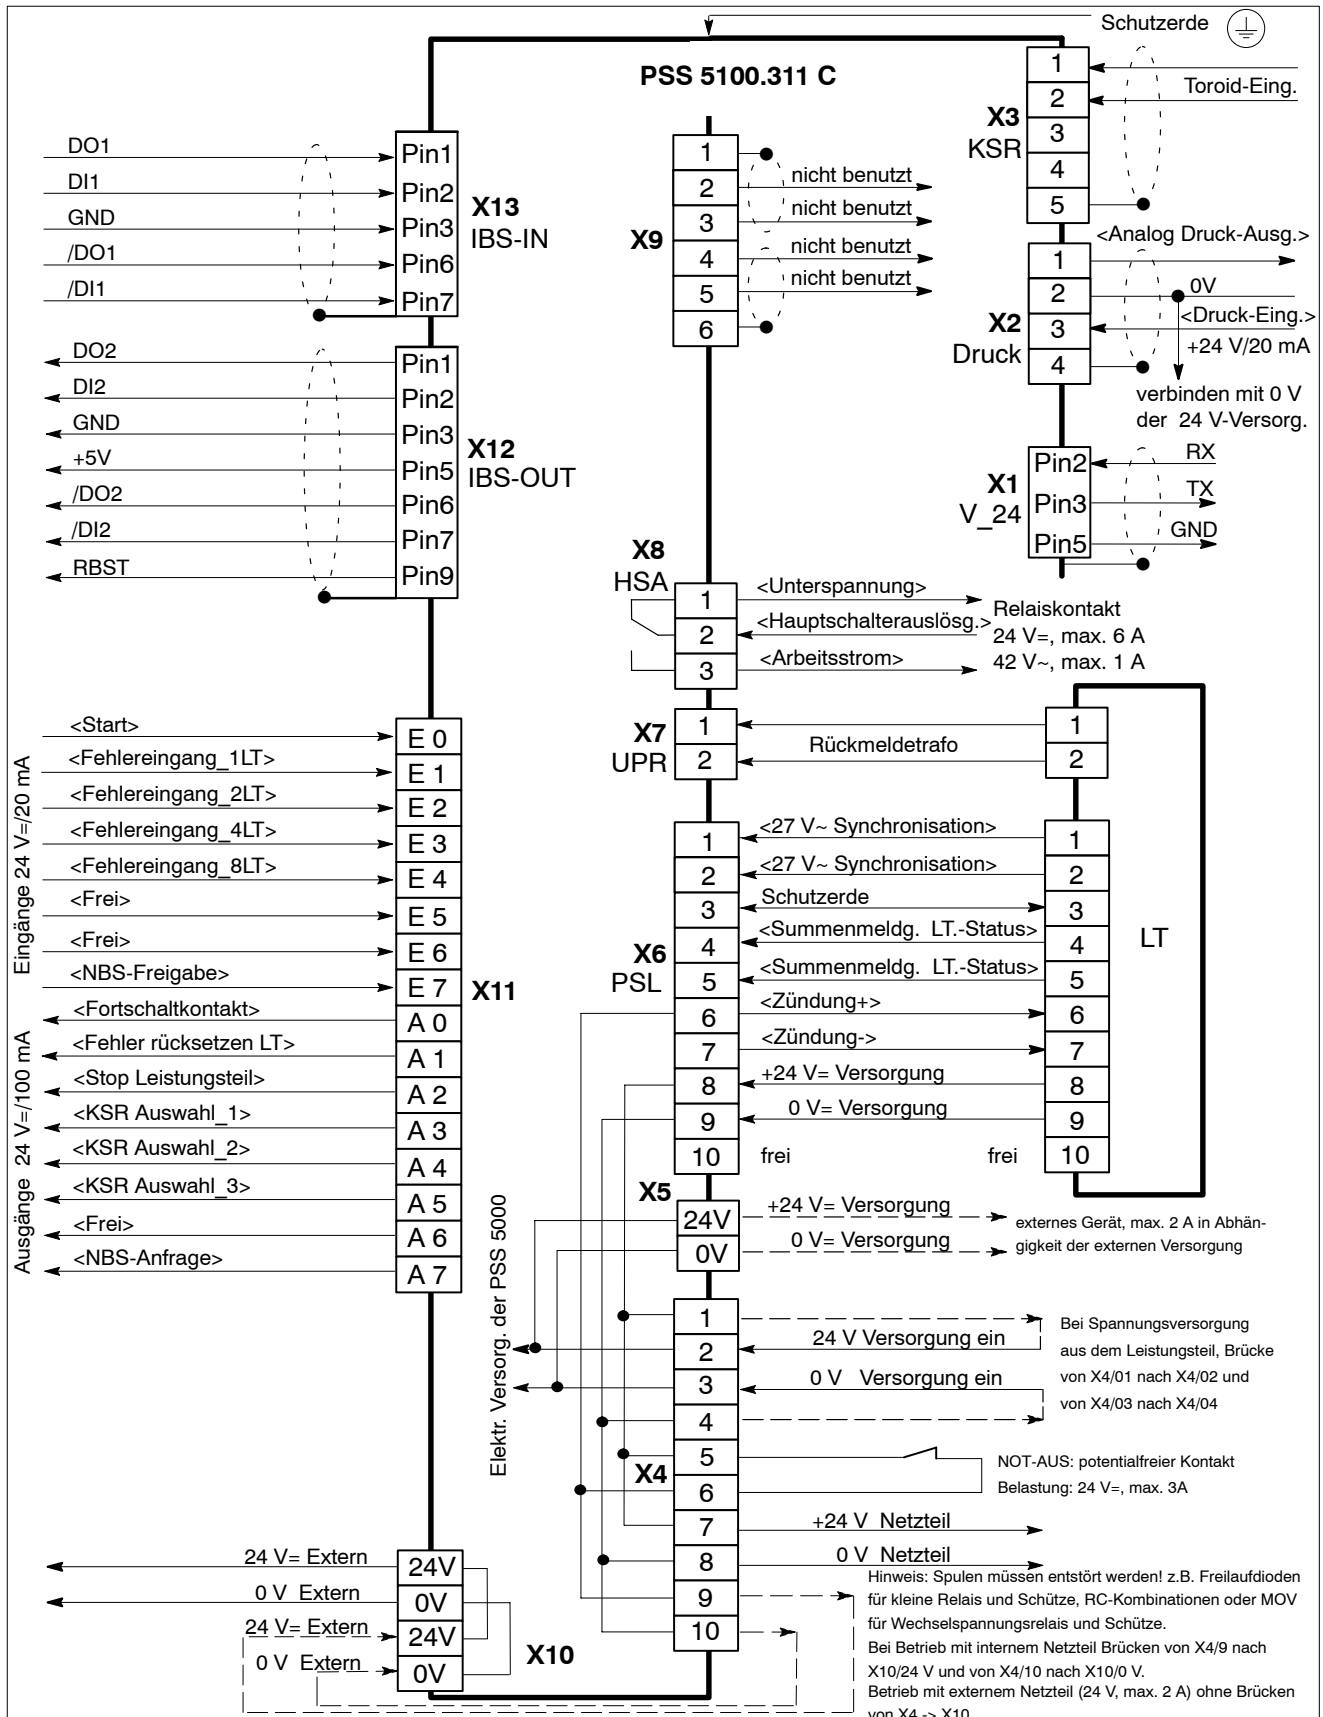 Schutzerde
PSS 5100.311 C
X3
KSR
1
2
3
4
5
Toroid-Eing.
DO1
DI1
GND
/DO1
/DI1
Pin1
Pin2
Pin3
Pin6
Pin7
X13
IBS-IN
X9
1
2
3
4
5
6
nicht benutzt
nicht benutzt
nicht benutzt
nicht benutzt
X2
Druck
1
2
3
4
<Analog Druck-Ausg.>
0V
<Druck-Eing.>
+24 V/20 mA
verbinden mit 0 V
der 24 V-Versorg.
DO2
DI2
GND
+5V
/DO2
/DI2
RBST
Pin1
Pin2
Pin3
Pin5
Pin6
Pin7
Pin9
X12
IBS-OUT
X1
V_24
Pin2
Pin3
Pin5
RX
TX
GND
X8
HSA
1
2
3
<Unterspannung>
<Hauptschalterauslösg.>
<Arbeitsstrom>
Relaiskontakt
24 V=, max. 6 A
42 V~, max. 1 A
X7
UPR
1
2
Rückmeldetrafo
1
2
Eingänge 24 V=/20 mA
<Start>
<Fehlereingang_1LT>
<Fehlereingang_2LT>
<Fehlereingang_4LT>
<Fehlereingang_8LT>
<Frei>
<Frei>
<NBS-Freigabe>
Ausgänge 24 V=/100 mA
<Fortschaltkontakt>
<Fehler rücksetzen LT>
<Stop Leistungsteil>
<KSR Auswahl_1>
<KSR Auswahl_2>
<KSR Auswahl_3>
<Frei>
<NBS-Anfrage>
E 0
E 1
E 2
E 3
E 4
E 5
E 6
E 7
A 0
A 1
A 2
A 3
A 4
A 5
A 6
A 7
X11
X6
PSL
1
2
3
4
5
6
7
8
9
10
<27 V~ Synchronisation>
<27 V~ Synchronisation>
Schutzerde
<Summenmeldg. LT.-Status>
<Summenmeldg. LT.-Status>
<Zündung+>
<Zündung->
+24 V= Versorgung
0 V= Versorgung
frei
frei
1
2
3
4
5
6
7
8
9
10
LT
X5
24V
0V
+24 V= Versorgung
0 V= Versorgung
externes Gerät, max. 2 A in Abhän-
gigkeit der externen Versorgung
Elektr. Versorg. der PSS 5000
X4
1
2
3
4
5
6
7
8
9
10
24 V Versorgung ein
0 V Versorgung ein
Bei Spannungsversorgung
aus dem Leistungsteil, Brücke
von X4/01 nach X4/02 und
von X4/03 nach X4/04
NOT-AUS: potentialfreier Kontakt
Belastung: 24 V=, max. 3A
+24 V Netzteil
0 V Netzteil
24 V= Extern
0 V Extern
24 V= Extern
0 V Extern
24V
0V
24V
0V
X10
Hinweis: Spulen müssen entstört werden! z.B. Freilaufdioden
für kleine Relais und Schütze, RC-Kombinationen oder MOV
für Wechselspannungsrelais und Schütze.
Bei Betrieb mit internem Netzteil Brücken von X4/9 nach
X10/24 V und von X4/10 nach X10/0 V.
Betrieb mit externem Netzteil (24 V, max. 2 A) ohne Brücken
von X4 -> X10